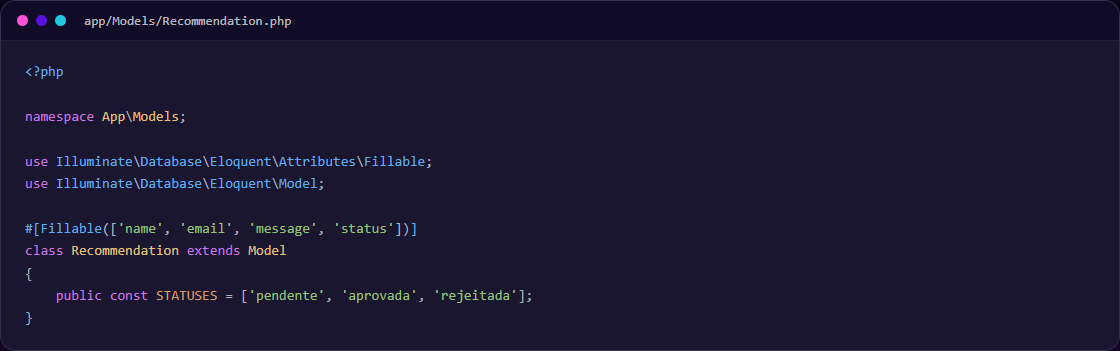 app/Models/Recommendation.php
<?php
namespace App\Models;
use Illuminate\Database\Eloquent\Attributes\Fillable;
use Illuminate\Database\Eloquent\Model;
#[Fillable(['name', 'email', 'message', 'status'])]
class Recommendation extends Model
{
    public const STATUSES = ['pendente', 'aprovada', 'rejeitada'];
}